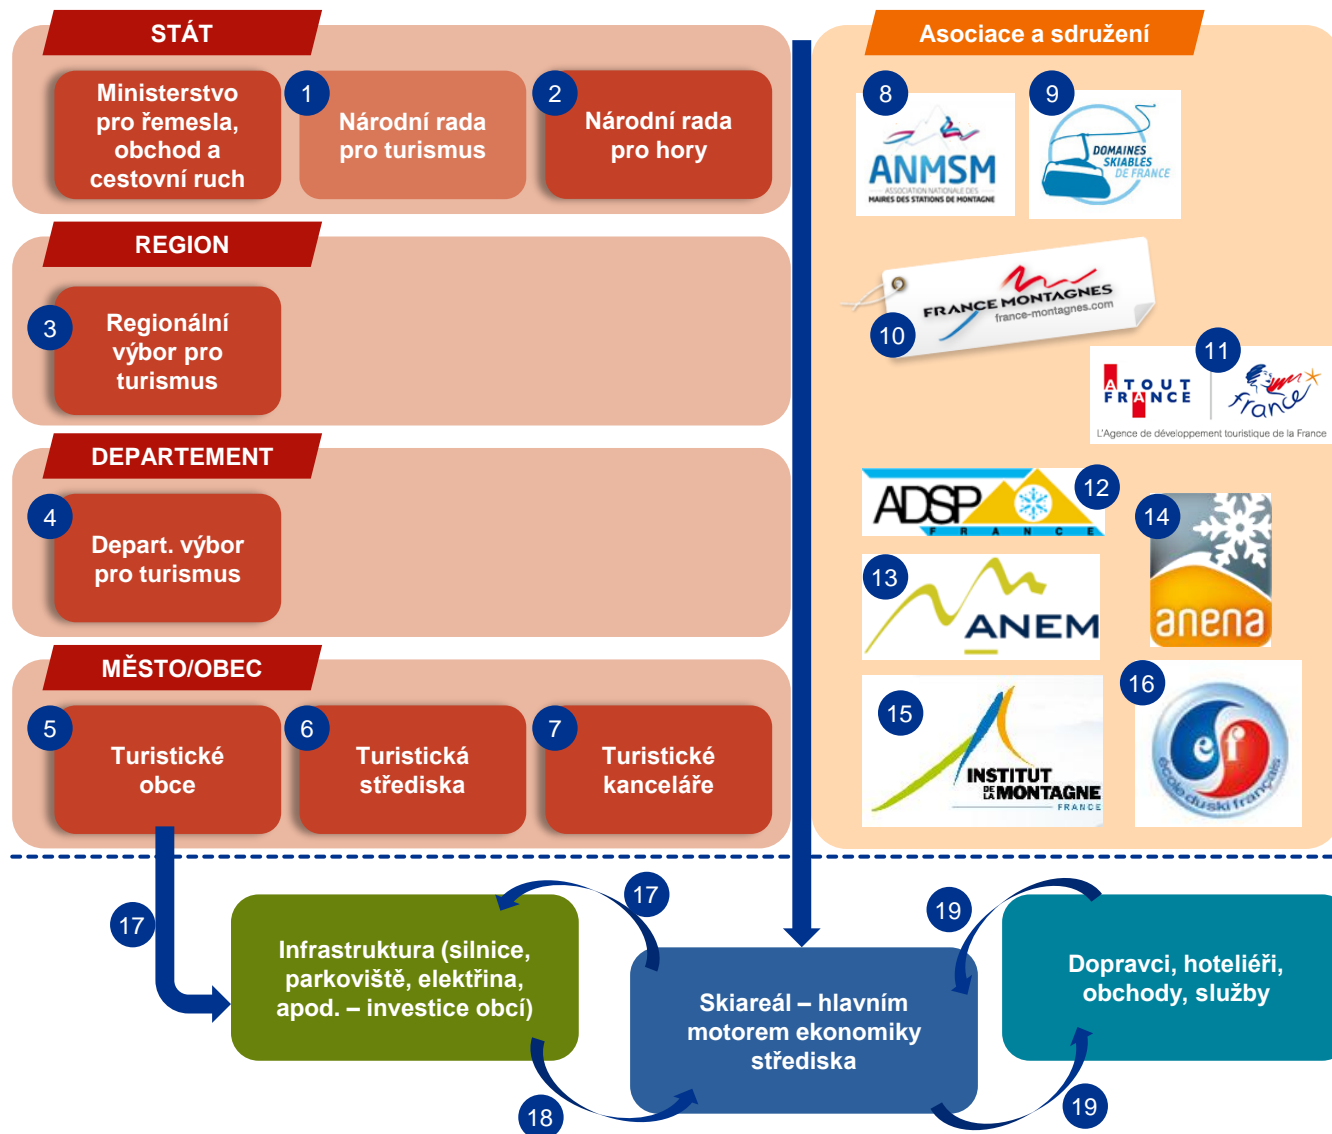 STÁT
Ministerstvo
pro řemesla,
obchod a
cestovní ruch
1
Národní rada
pro turismus
2
Národní rada
pro hory
REGION
3
Regionální
výbor pro
turismus
DEPARTEMENT
4
Depart. výbor
pro turismus
MĚSTO/OBEC
5
Turistické
obce
6
Turistická
střediska
7
Turistické
kanceláře
Asociace a sdružení
8
ANMSM
ASSOCIATION NATIONALE DES
MAIRES DES STATIONS DE MONTAGNE
9
DOMAINES
SKIABLES
DE FRANCE
10
FRANCE MONTAGNES
france-montagnes.com
11
ATOUT
FRANCE
france
L'Agence de développement touristique de la France
12
ADSP
FRANCE
13
ANEM
14
anena
15
INSTITUT
DE
LA MONTAGNE
FRANCE
16
esf
école du ski français
17
Infrastruktura (silnice,
parkoviště, elektřina,
apod. – investice obcí)
17
18
Skiareál – hlavním
motorem ekonomiky
střediska
19
19
Dopravci, hoteliéři,
obchody, služby